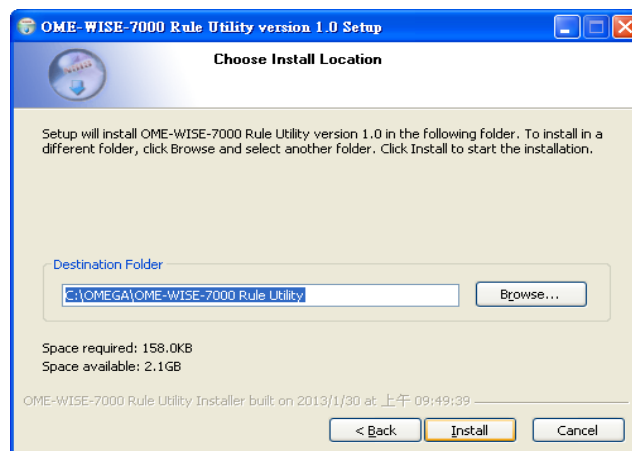 OME-WISE-7000 Rule Utility version 1.0 Setup
Choose Install Location
Setup will install OME-WISE-7000 Rule Utility version 1.0 in the following folder. To install in a
different folder, click Browse and select another folder. Click Install to start the installation.
Destination Folder
C:\OMEGA\OME-WISE-7000 Rule Utility
Browse...
Space required: 158.0KB
Space available: 2.1GB
OME-WISE-7000 Rule Utility Installer built on 2013/1/30 at 上午 09:49:39
< Back Install Cancel